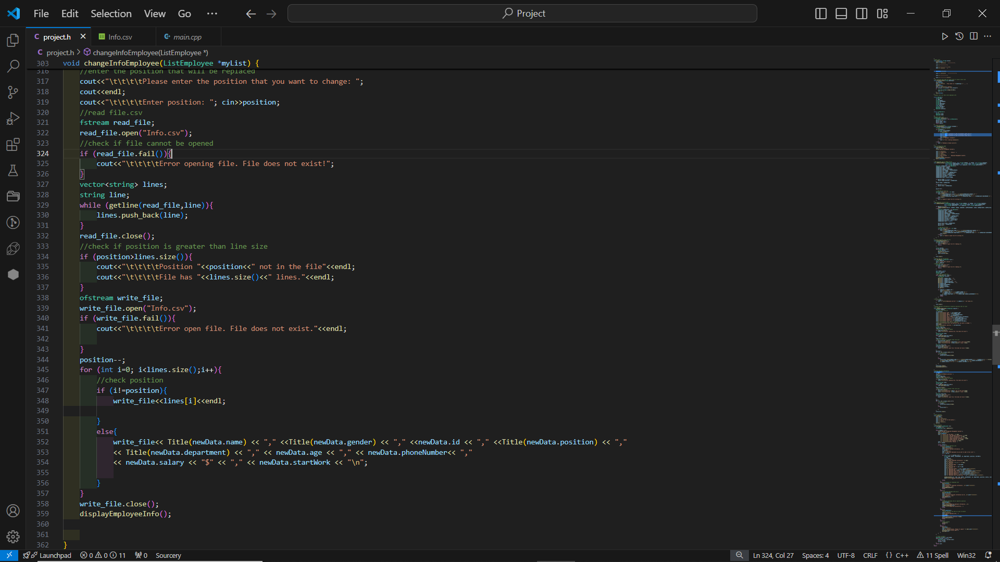 File Edit Selection View Go ··· Project
project.h Info.csv main.cpp
project.h > changeInfoEmployee(ListEmployee *)
303 void changeInfoEmployee(ListEmployee *myList) {
316 //enter the position that will be replaced
317 cout<<"\t\t\t\tPlease enter the position that you want to change: ";
318 cout<<endl;
319 cout<<"\t\t\t\tEnter position: "; cin>>position;
320 //read file.csv
321 fstream read_file;
322 read_file.open("Info.csv");
323 //check if file cannot be opened
324 if (read_file.fail()){
325 cout<<"\t\t\t\tError opening file. File does not exist!";
326 }
327 vector<string> lines;
328 string line;
329 while (getline(read_file,line)){
330 lines.push_back(line);
331 }
332 read_file.close();
333 //check if position is greater than line size
334 if (position>lines.size()){
335 cout<<"\t\t\t\tPosition "<<position<<" not in the file"<<endl;
336 cout<<"\t\t\t\tFile has "<<lines.size()<<" lines."<<endl;
337 }
338 ofstream write_file;
339 write_file.open("Info.csv");
340 if (write_file.fail()){
341 cout<<"\t\t\t\tError open file. File does not exist."<<endl;
342
343 }
344 position--;
345 for (int i=0; i<lines.size();i++){
346 //check position
347 if (i!=position){
348 write_file<<lines[i]<<endl;
349
350 }
351 else{
352 write_file<< Title(newData.name) << "," <<Title(newData.gender) << "," <<newData.id << "," <<Title(newData.position) << ","
353 << Title(newData.department) << "," << newData.age << "," << newData.phoneNumber<< ","
354 << newData.salary << "$" << "," << newData.startWork << "\n";
355
356 }
357 }
358 write_file.close();
359 displayEmployeeInfo();
360
361
362 }
Launchpad 0 0 11 0 Sourcery Ln 324, Col 27 Spaces: 4 UTF-8 CRLF {} C++ 11 Spell Win32